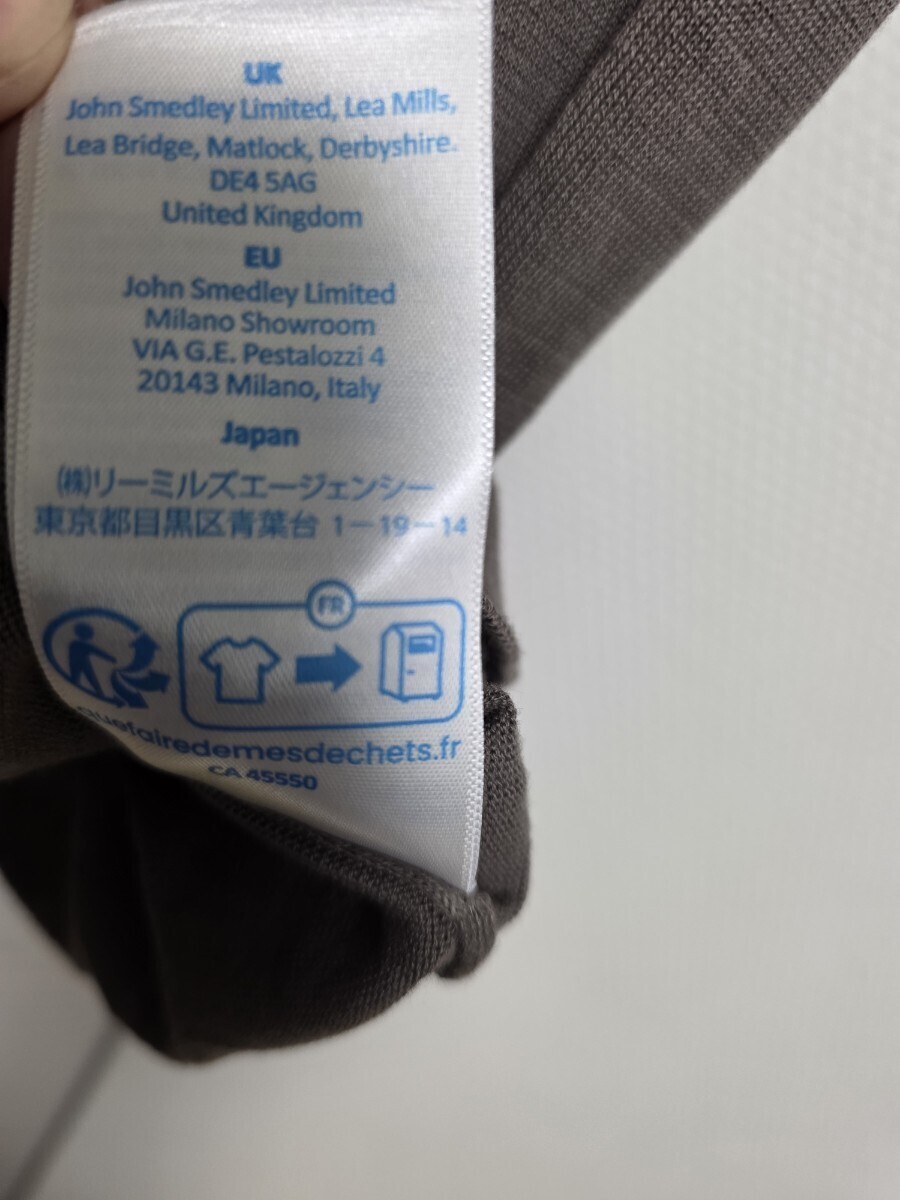 UK
John Smedley Limited, Lea Mills,
Lea Bridge, Matlock, Derbyshire.
DE4 5AG
United Kingdom
EU
John Smedley Limited
Milano Showroom
VIA G.E. Pestalozzi 4
20143 Milano, Italy
Japan
㈱リーミルズエージェンシー
東京都目黒区青葉台 1－19－14
FR
quefairedemesdechets.fr
CA 45550